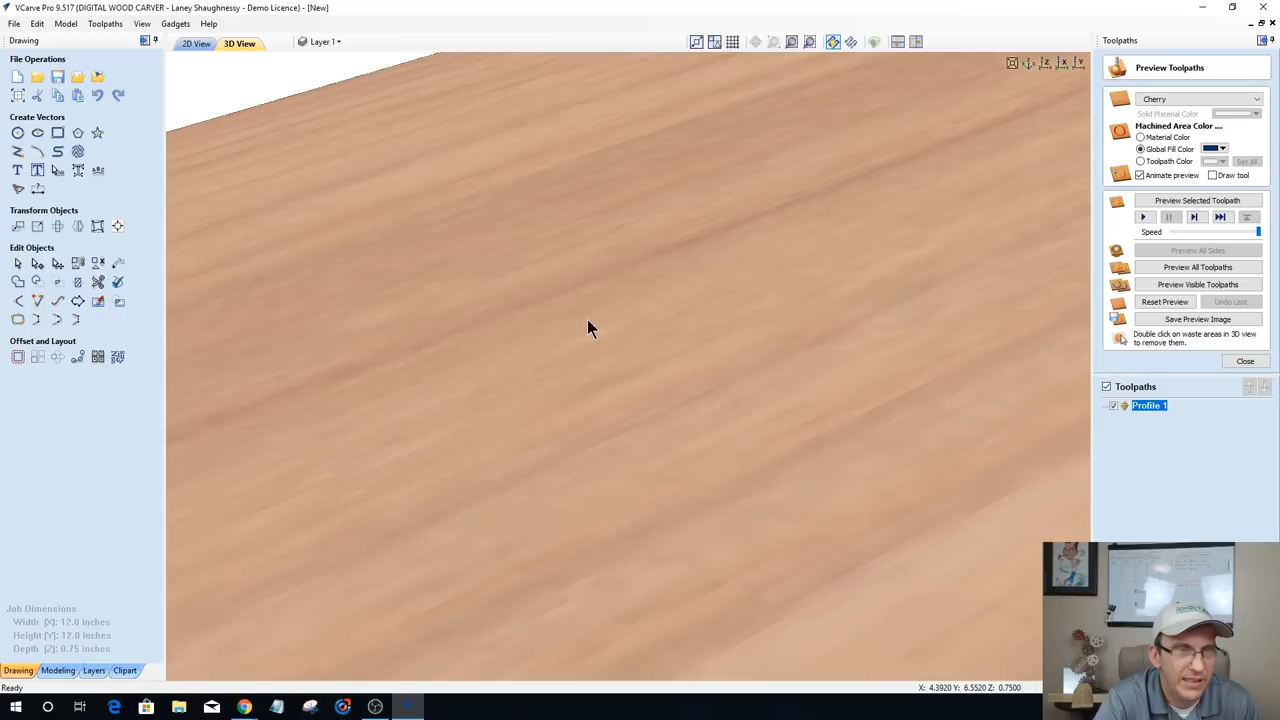 VCarve Pro 9.517 {DIGITAL WOOD CARVER - Laney Shaughnessy - Demo Licence} - [New]
File Edit Model Toolpaths View Gadgets Help
Drawing
2D View
3D View
Layer 1
Toolpaths
File Operations
Create Vectors
Transform Objects
Edit Objects
Offset and Layout
Job Dimensions
Width (X): 12.0 inches
Height (Y): 12.0 inches
Depth (Z): 0.75 inches
Drawing
Modeling
Layers
Clipart
Ready
Preview Toolpaths
Cherry
Solid Material Color
Machined Area Color ....
Material Color
Global Fill Color
Toolpath Color
Set All
Animate preview
Draw tool
Preview Selected Toolpath
Speed
Preview All Sides
Preview All Toolpaths
Preview Visible Toolpaths
Reset Preview
Undo Last
Save Preview Image
Double click on waste areas in 3D view
to remove them.
Close
Toolpaths
Profile 1
X: 4.3920 Y: 6.5520 Z: 0.7500